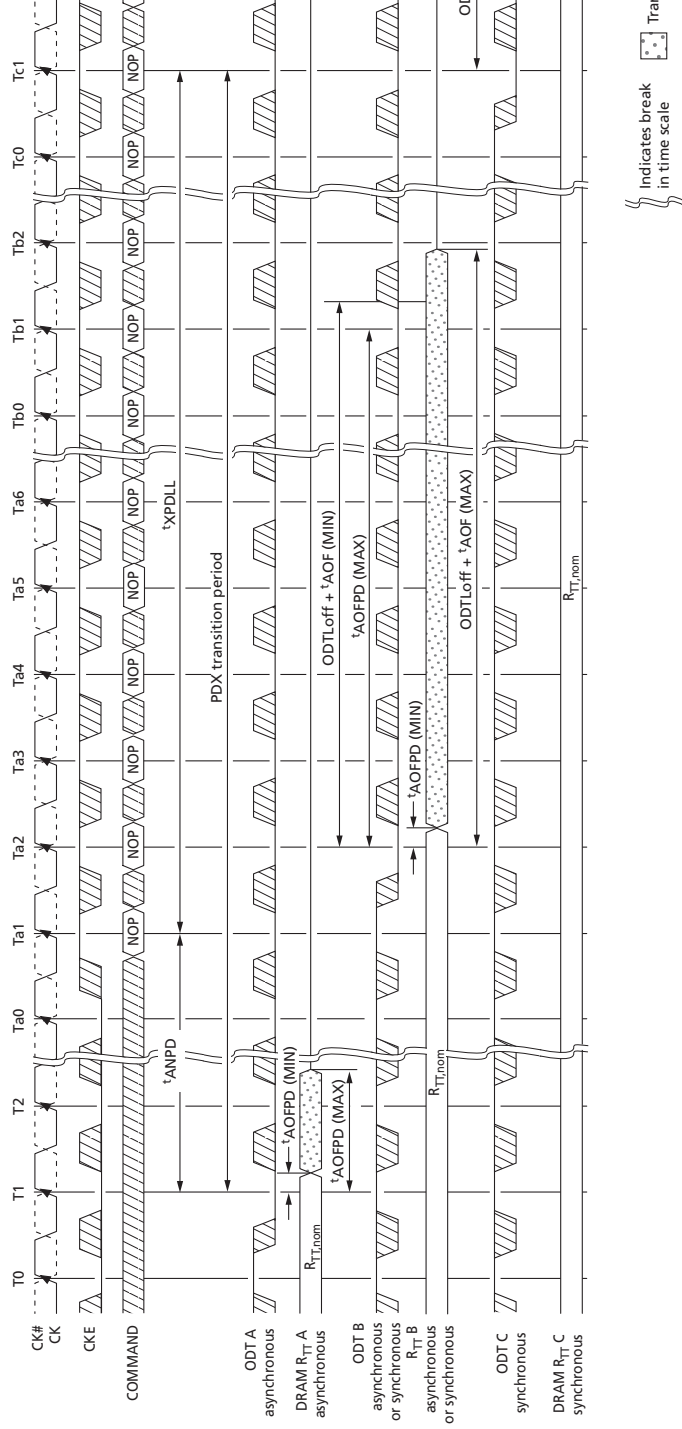 T0 T1 T2 Ta0 Ta1 Ta2 Ta3 Ta4 Ta5 Ta6 Tb0 Tb1 Tb2 Tc0 Tc1
CK#
CK
CKE
COMMAND
NOP NOP NOP NOP NOP NOP NOP NOP NOP NOP NOP
tANPD
tXPDLL
PDX transition period
ODT A
asynchronous
tAOFPD (MIN)
DRAM RTT A
asynchronous
RTT,nom
tAOFPD (MAX)
ODTLoff + tAOF (MIN)
tAOFPD (MAX)
ODT B
asynchronous
or synchronous
tAOFPD (MIN)
RTT B
asynchronous
or synchronous
RTT,nom
ODTLoff + tAOF (MAX)
ODT C
synchronous
DRAM RTT C
synchronous
RTT,nom
Indicates break
in time scale